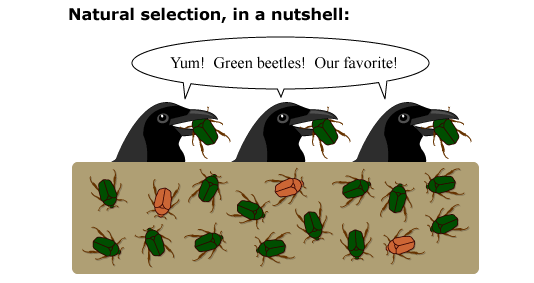 Natural selection, in a nutshell:
Yum! Green beetles! Our favorite!